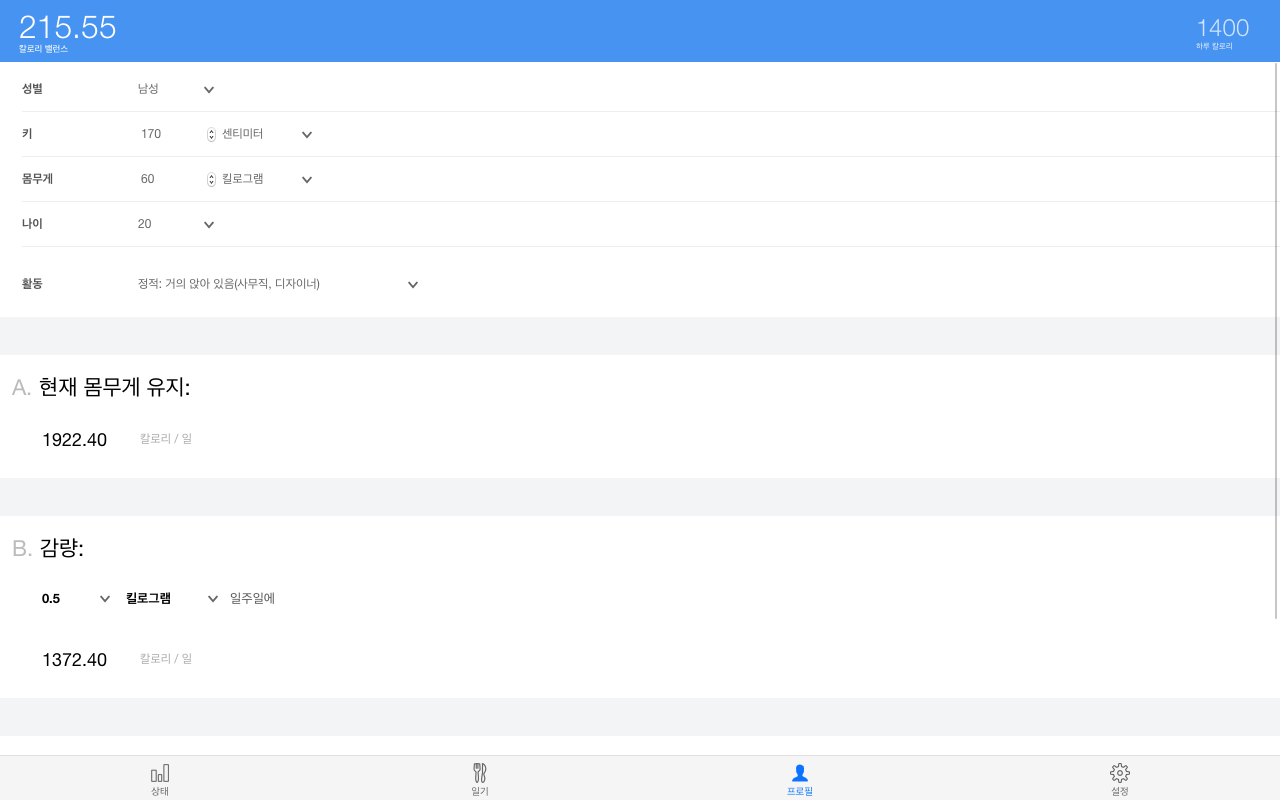 215.55
칼로리 밸런스
1400
하루 칼로리
성별 남성
키 170 센티미터
몸무게 60 킬로그램
나이 20
활동 정적: 거의 앉아 있음(사무직, 디자이너)
A. 현재 몸무게 유지:
1922.40 칼로리 / 일
B. 감량:
0.5 킬로그램 일주일에
1372.40 칼로리 / 일
상태 일기 프로필 설정